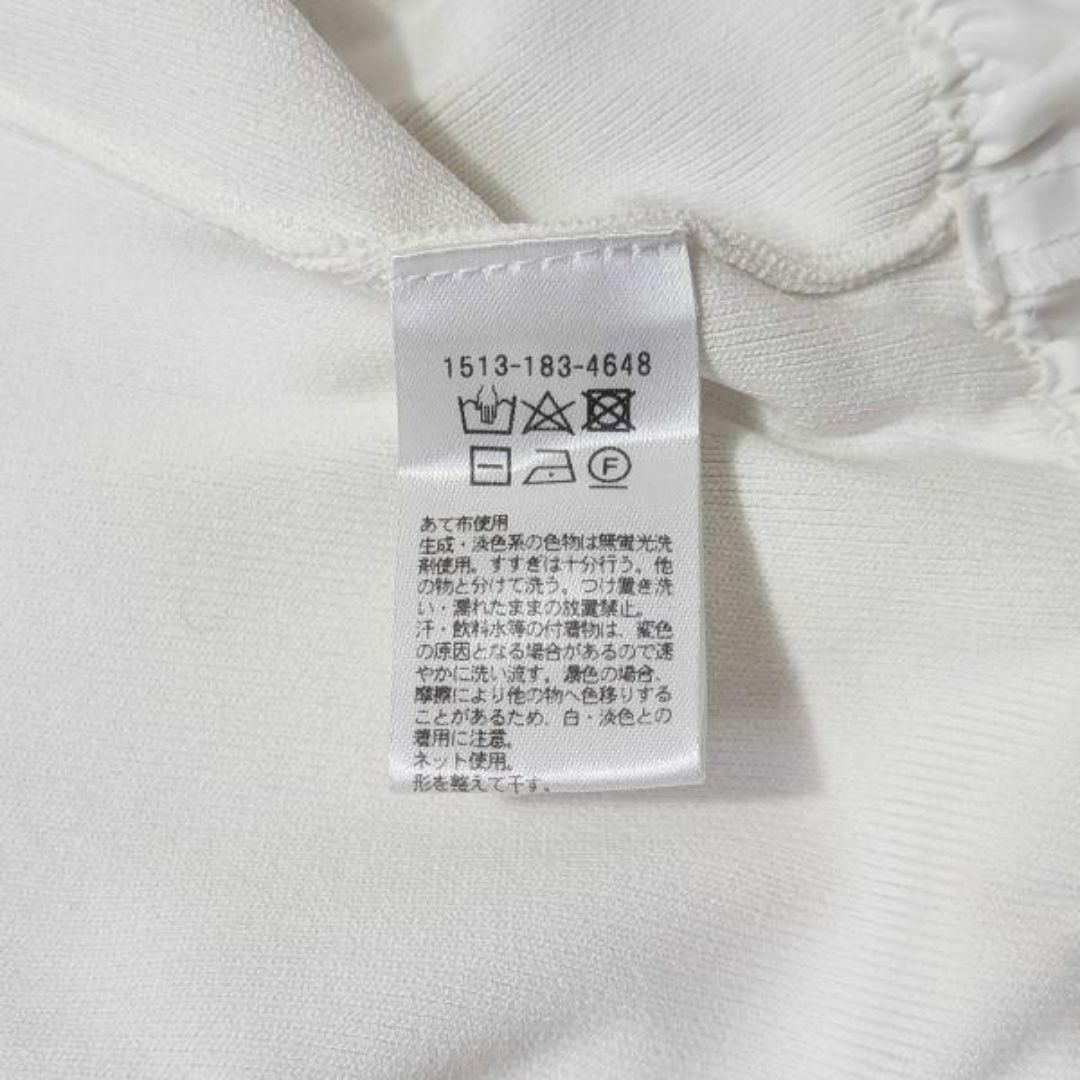 1513-183-4648
F
あて布使用
生成・淡色系の色物は無蛍光洗
剤使用。すすぎは十分行う。他
の物と分けて洗う。つけ置き洗
い・濡れたままの放置禁止。
汗・飲料水等の付着物は、変色
の原因となる場合があるので速
やかに洗い流す。濃色の場合、
摩擦により他の物へ色移りする
ことがあるため、白・淡色との
着用に注意。
ネット使用。
形を整えて干す。